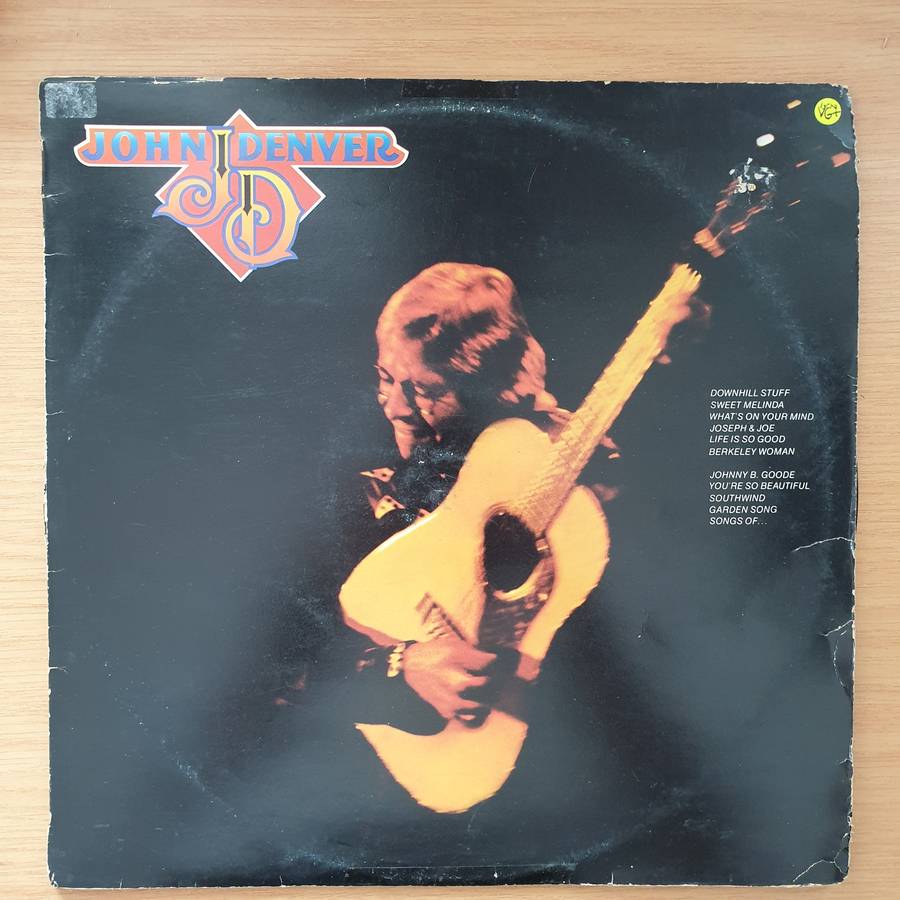 JOHN DENVER
JD
VG+
DOWNHILL STUFF
SWEET MELINDA
WHAT'S ON YOUR MIND
JOSEPH & JOE
LIFE IS SO GOOD
BERKELEY WOMAN
JOHNNY B. GOODE
YOU'RE SO BEAUTIFUL
SOUTHWIND
GARDEN SONG
SONGS OF...